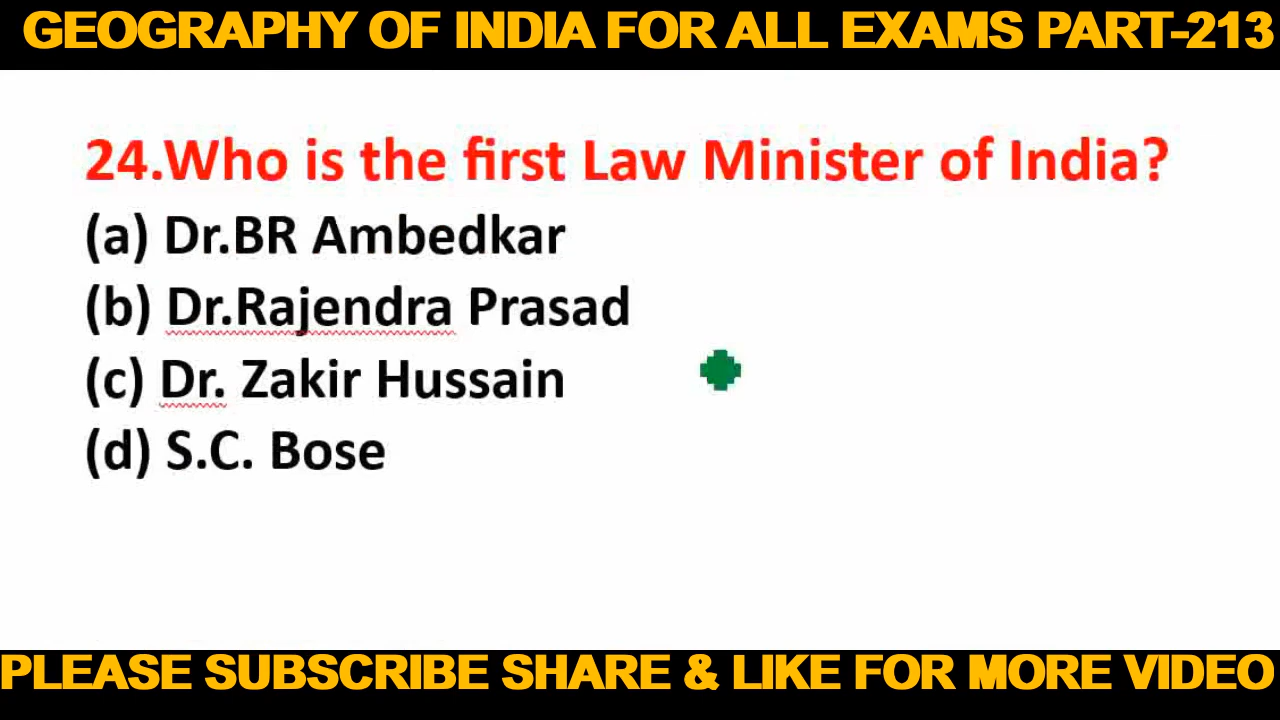 GEOGRAPHY OF INDIA FOR ALL EXAMS PART-213
24.Who is the first Law Minister of India?
(a) Dr.BR Ambedkar
(b) Dr.Rajendra Prasad
(c) Dr. Zakir Hussain
(d) S.C. Bose
PLEASE SUBSCRIBE SHARE & LIKE FOR MORE VIDEO